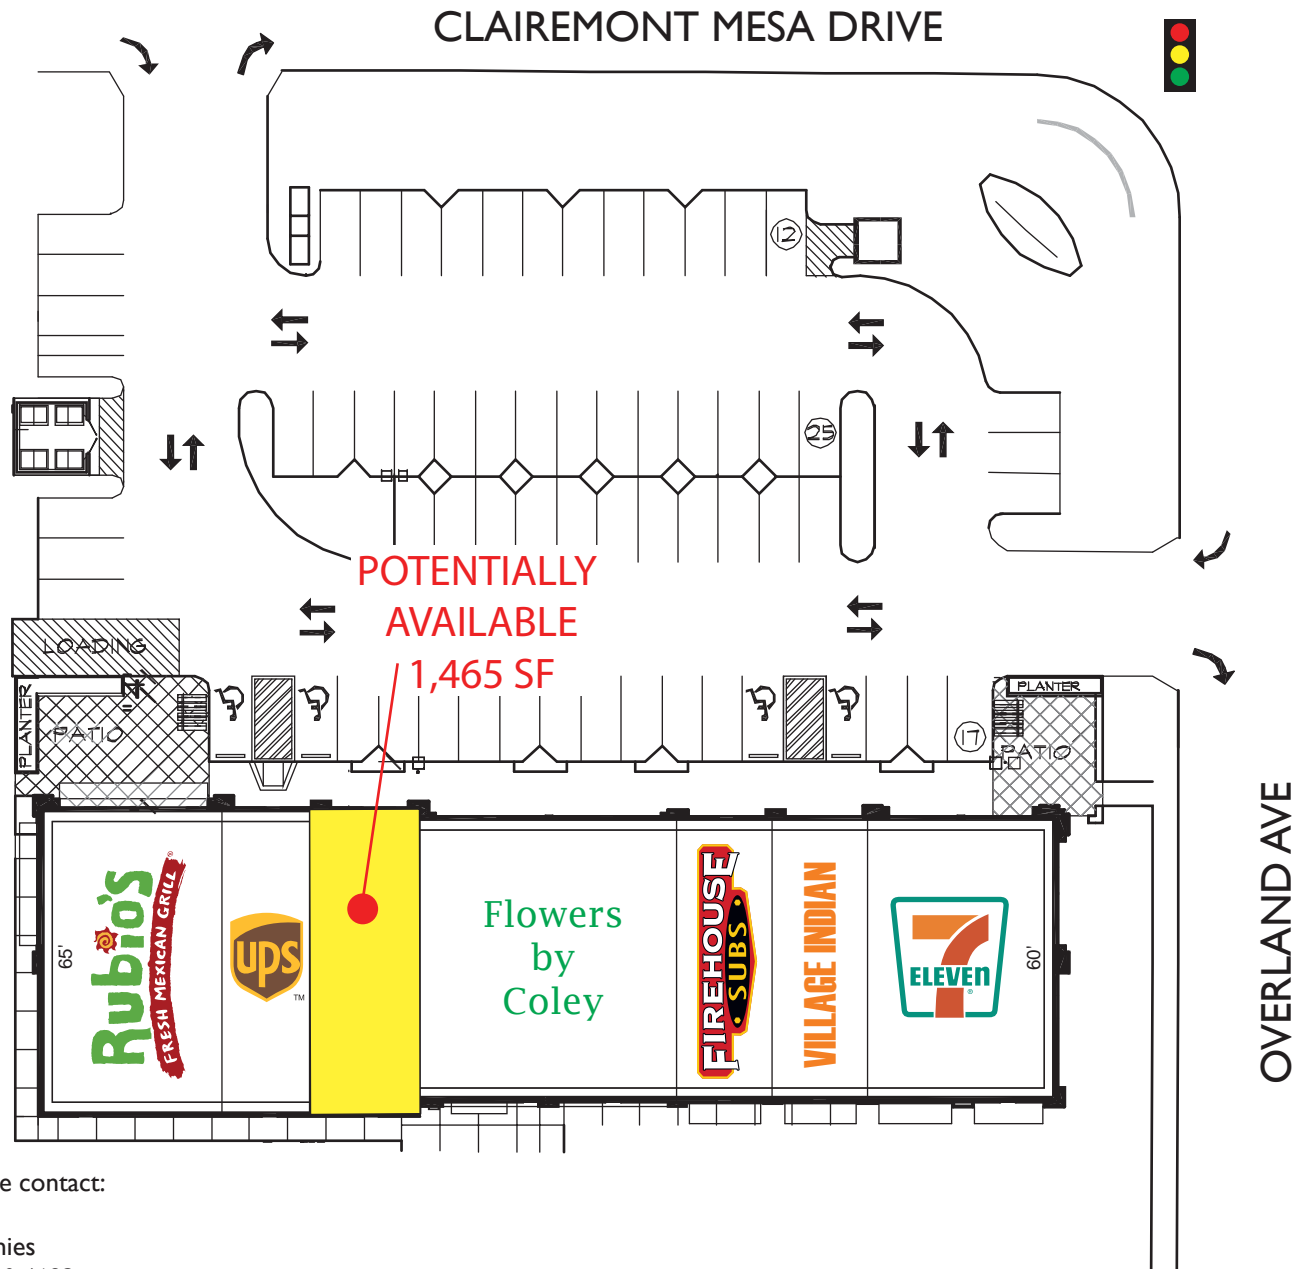 CLAIREMONT MESA DRIVE
12
25
POTENTIALLY
AVAILABLE
1,465 SF
LOADING
PLANTER
PATIO
PLANTER
17
PATIO
OVERLAND AVE
65'
Rubio's®
FRESH MEXICAN GRILL
ups
TM
Flowers
by
Coley
FIREHOUSE
SUBS
VILLAGE INDIAN
7
ELEVEn®
60'
e contact:
nies